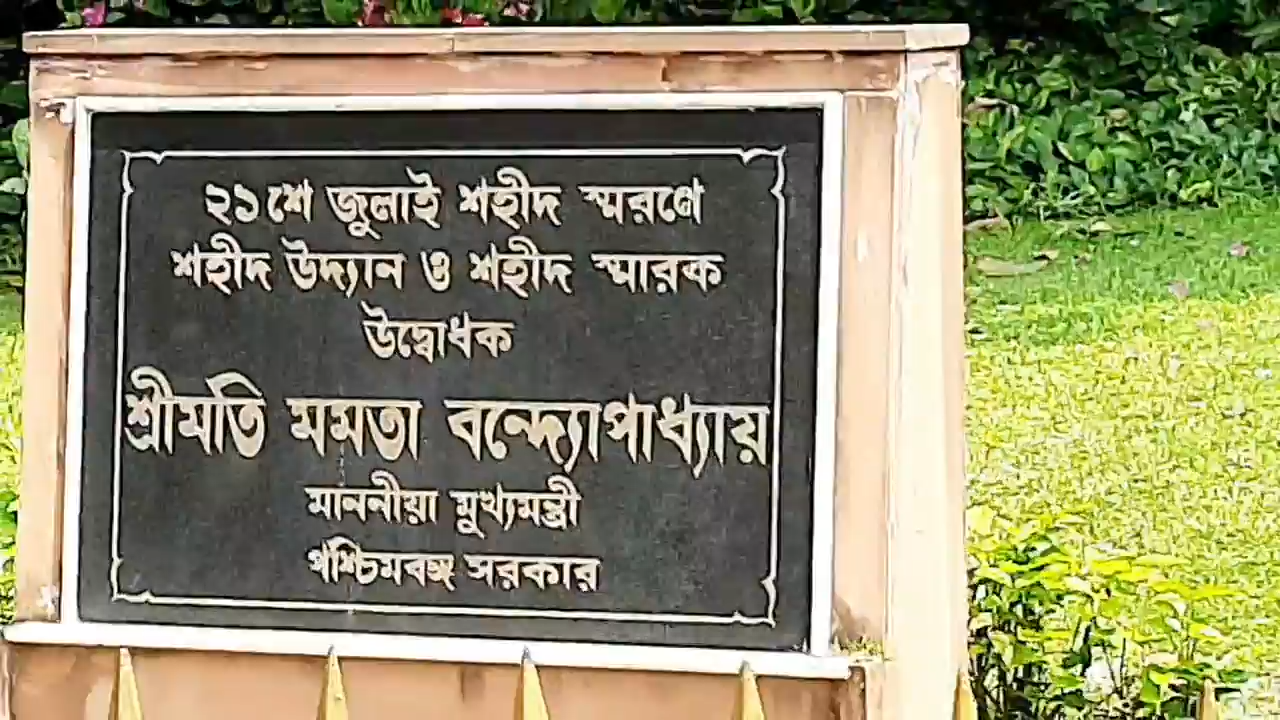 ২১শে জুলাই শহীদ স্মরণে
শহীদ উদ্যান ও শহীদ স্মারক
উদ্বোধক
শ্রীমতি মমতা বন্দ্যোপাধ্যায়
মাননীয়া মুখ্যমন্ত্রী
পশ্চিমবঙ্গ সরকার